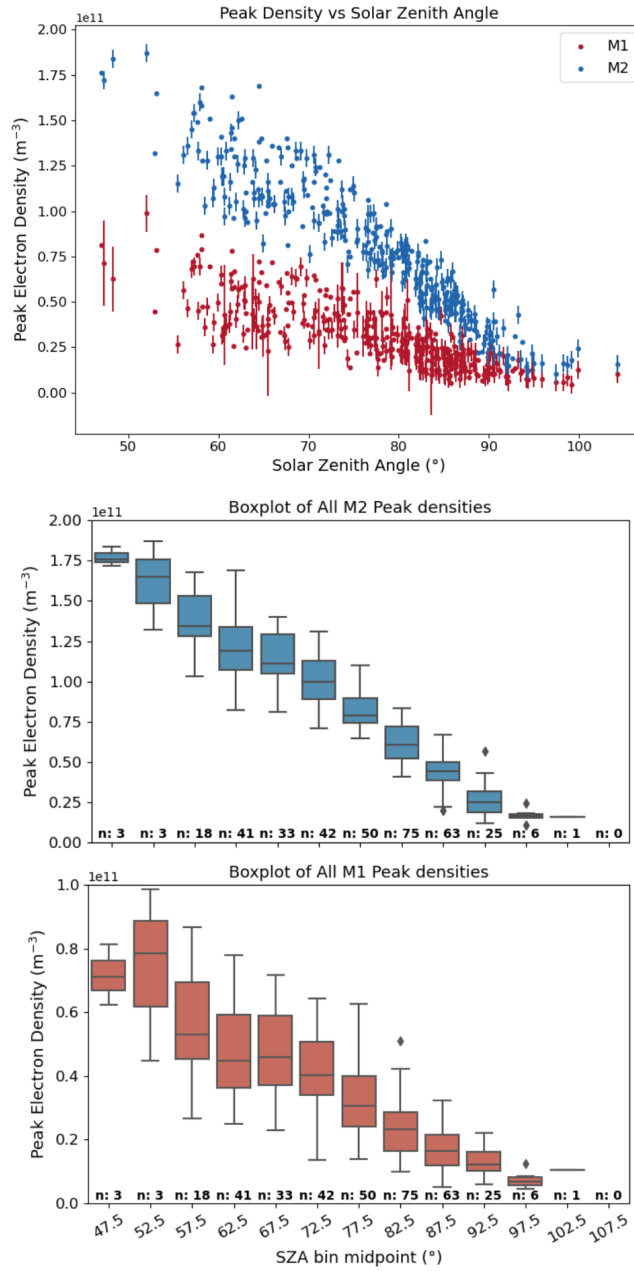 Peak Density vs Solar Zenith Angle
1e11
M1
M2
2.00
1.75
1.50
1.25
1.00
0.75
0.50
0.25
0.00
Peak Electron Density (m⁻³)
50 60 70 80 90 100
Solar Zenith Angle (°)
Boxplot of All M2 Peak densities
1e11
2.00
1.75
1.50
1.25
1.00
0.75
0.50
0.25
0.00
Peak Electron Density (m⁻³)
n: 3 n: 3 n: 18 n: 41 n: 33 n: 42 n: 50 n: 75 n: 63 n: 25 n: 6 n: 1 n: 0
Boxplot of All M1 Peak densities
1e11
1.0
0.8
0.6
0.4
0.2
0.0
Peak Electron Density (m⁻³)
n: 3 n: 3 n: 18 n: 41 n: 33 n: 42 n: 50 n: 75 n: 63 n: 25 n: 6 n: 1 n: 0
47.5 52.5 57.5 62.5 67.5 72.5 77.5 82.5 87.5 92.5 97.5 102.5 107.5
SZA bin midpoint (°)